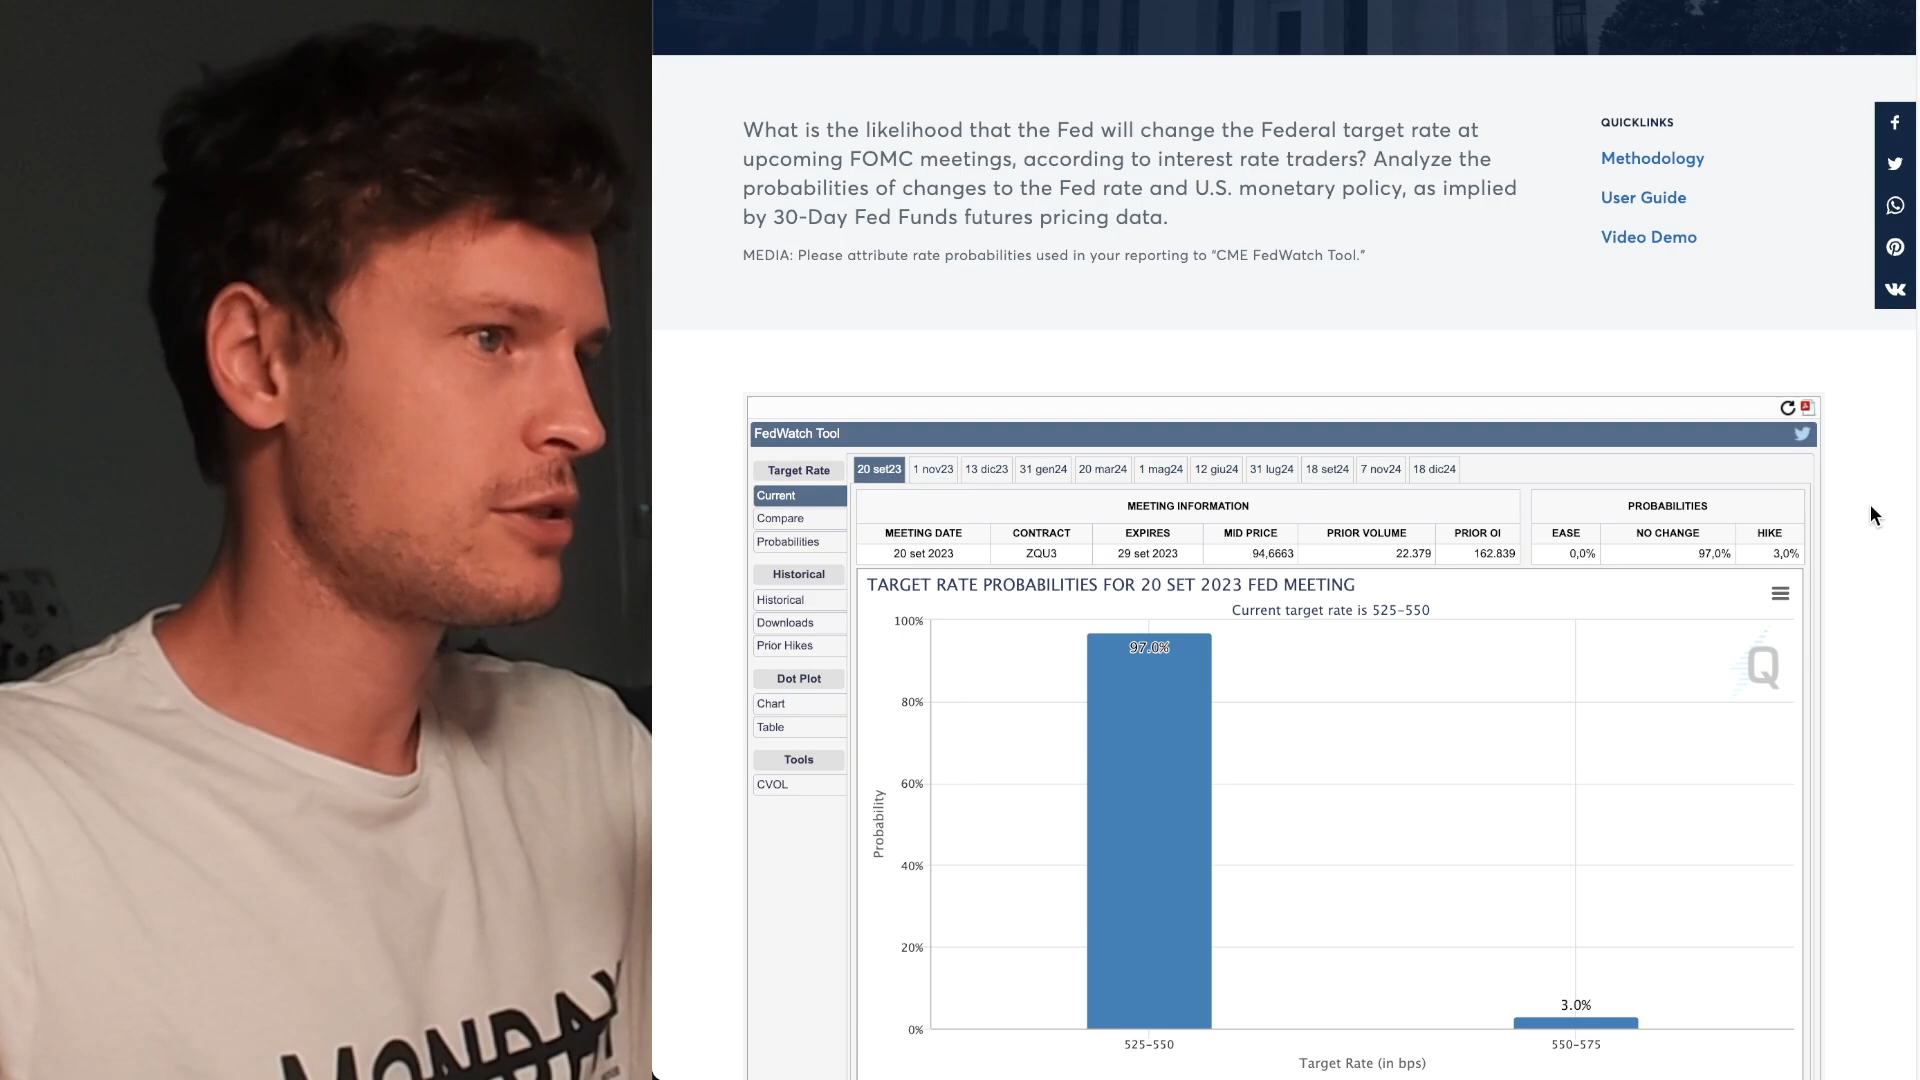 What is the likelihood that the Fed will change the Federal target rate at
upcoming FOMC meetings, according to interest rate traders? Analyze the
probabilities of changes to the Fed rate and U.S. monetary policy, as implied
by 30-Day Fed Funds futures pricing data.
MEDIA: Please attribute rate probabilities used in your reporting to “CME FedWatch Tool.”
QUICKLINKS
Methodology
User Guide
Video Demo
FedWatch Tool
Target Rate
Current
Compare
Probabilities
Historical
Historical
Downloads
Prior Hikes
Dot Plot
Chart
Table
Tools
CVOL
20 set23 1 nov23 13 dic23 31 gen24 20 mar24 1 mag24 12 giu24 31 lug24 18 set24 7 nov24 18 dic24
MEETING INFORMATION
MEETING DATE CONTRACT EXPIRES MID PRICE PRIOR VOLUME PRIOR OI
20 set 2023 ZQU3 29 set 2023 94,6663 22.379 162.839
PROBABILITIES
EASE NO CHANGE HIKE
0,0% 97,0% 3,0%
TARGET RATE PROBABILITIES FOR 20 SET 2023 FED MEETING
Current target rate is 525–550
100%
80%
60%
40%
20%
0%
Probability
97.0%
3.0%
Q
525–550 550–575
Target Rate (in bps)
MONDAY